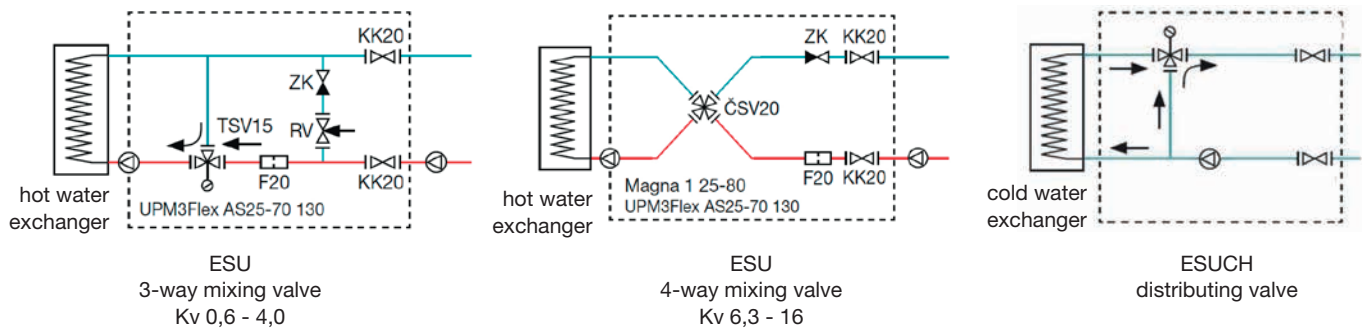 KK20
ZK
TSV15
RV
F20
KK20
hot water
exchanger
UPM3Flex AS25-70 130
ESU
3-way mixing valve
Kv 0,6 - 4,0
ZK
KK20
ČSV20
F20
KK20
hot water
exchanger
Magna 1 25-80
UPM3Flex AS25-70 130
ESU
4-way mixing valve
Kv 6,3 - 16
cold water
exchanger
ESUCH
distributing valve